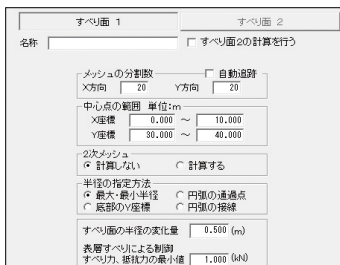 すべり面 1
すべり面 2
名称
すべり面2の計算を行う
メッシュの分割数
自動追跡
X方向 20 Y方向 20
中心点の範囲 単位:m
X座標 0.000 ～ 10.000
Y座標 30.000 ～ 40.000
2次メッシュ
計算しない 計算する
半径の指定方法
最大・最小半径 円弧の通過点
底部のY座標 円弧の接線
すべり面の半径の変化量 0.500 (m)
表層すべりによる制御
すべり力、抵抗力の最小値 1.000 (kN)